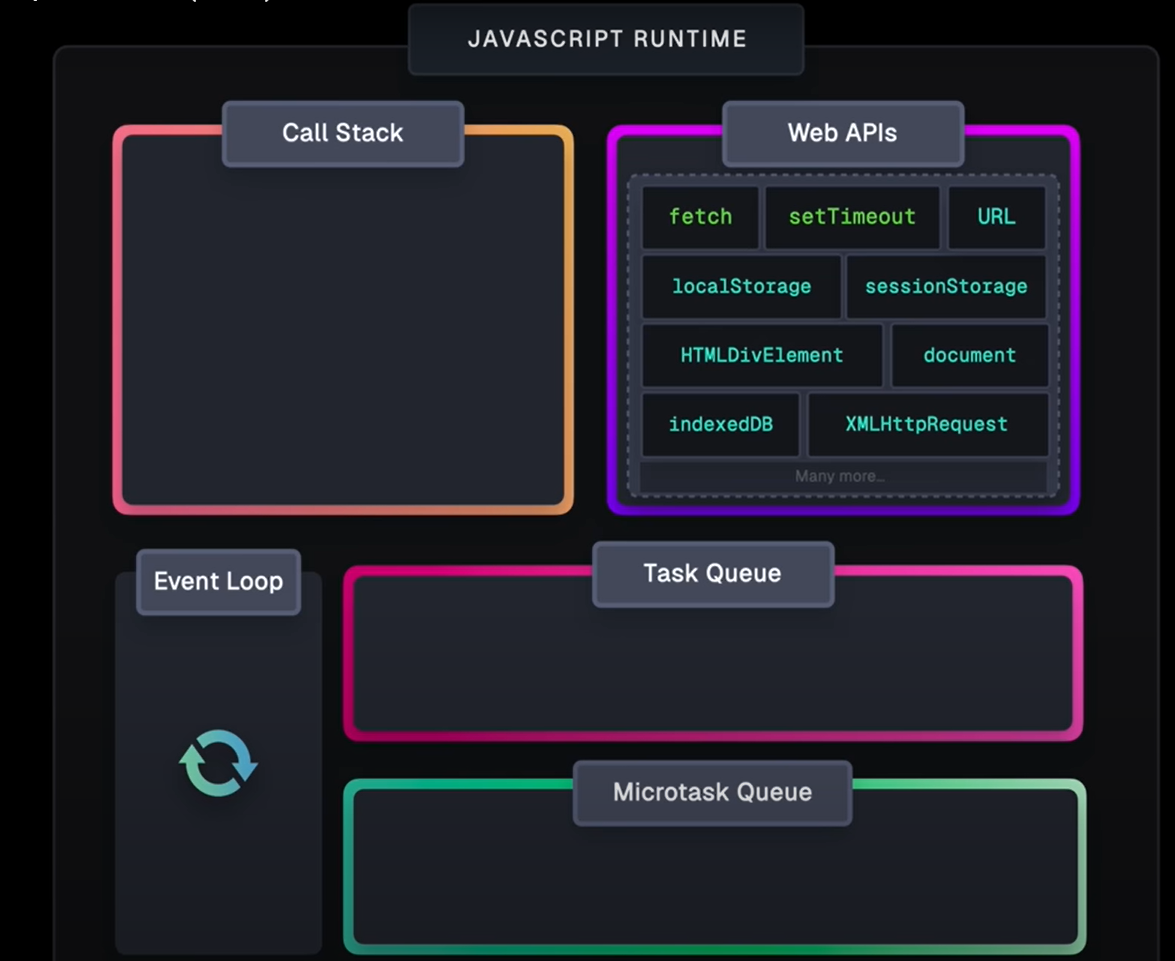 JAVASCRIPT RUNTIME
Call Stack
Web APIs
fetch setTimeout URL
localStorage sessionStorage
HTMLDivElement document
indexedDB XMLHttpRequest
Many more...
Event Loop
Task Queue
Microtask Queue